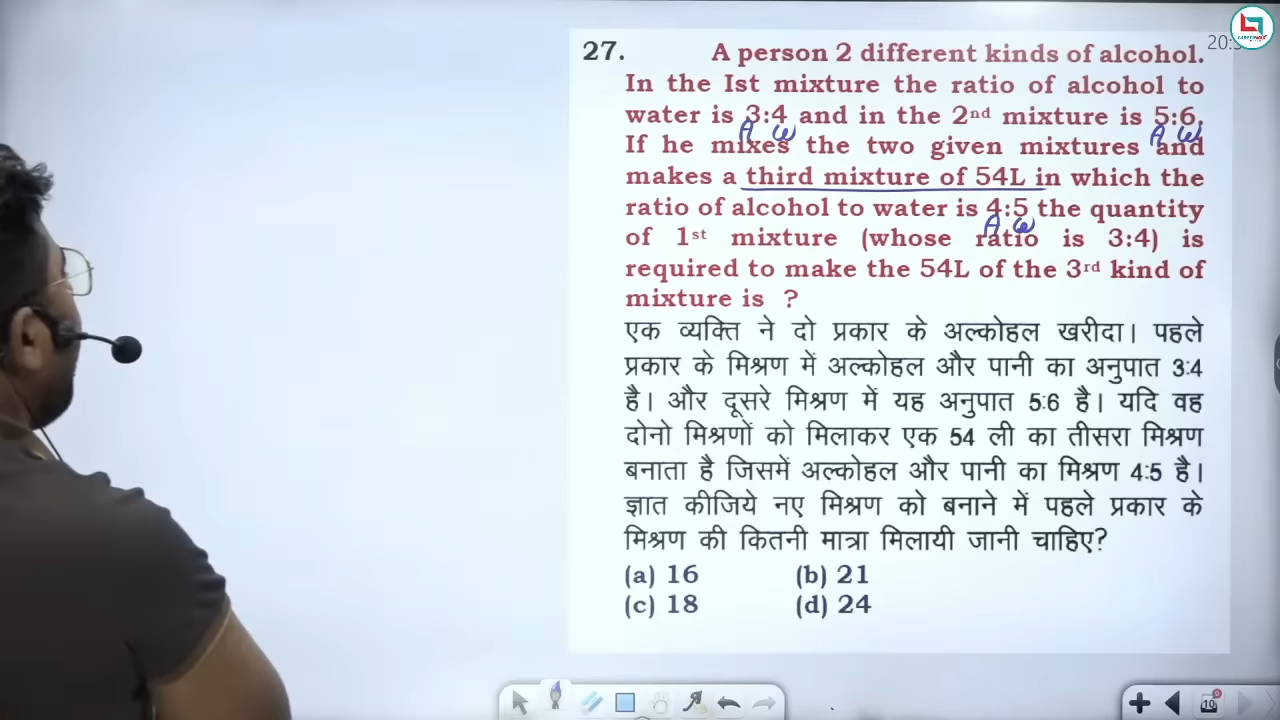 27. A person 2 different kinds of alcohol.
In the Ist mixture the ratio of alcohol to
water is 3:4 and in the 2nd mixture is 5:6.
A W A W
If he mixes the two given mixtures and
makes a third mixture of 54L in which the
ratio of alcohol to water is 4:5 the quantity
A W
of 1st mixture (whose ratio is 3:4) is
required to make the 54L of the 3rd kind of
mixture is ?
एक व्यक्ति ने दो प्रकार के अल्कोहल खरीदा। पहले
प्रकार के मिश्रण में अल्कोहल और पानी का अनुपात 3:4
है। और दूसरे मिश्रण में यह अनुपात 5:6 है। यदि वह
दोनो मिश्रणों को मिलाकर एक 54 ली का तीसरा मिश्रण
बनाता है जिसमें अल्कोहल और पानी का मिश्रण 4:5 है।
ज्ञात कीजिये नए मिश्रण को बनाने में पहले प्रकार के
मिश्रण की कितनी मात्रा मिलायी जानी चाहिए?
(a) 16 (b) 21
(c) 18 (d) 24
10